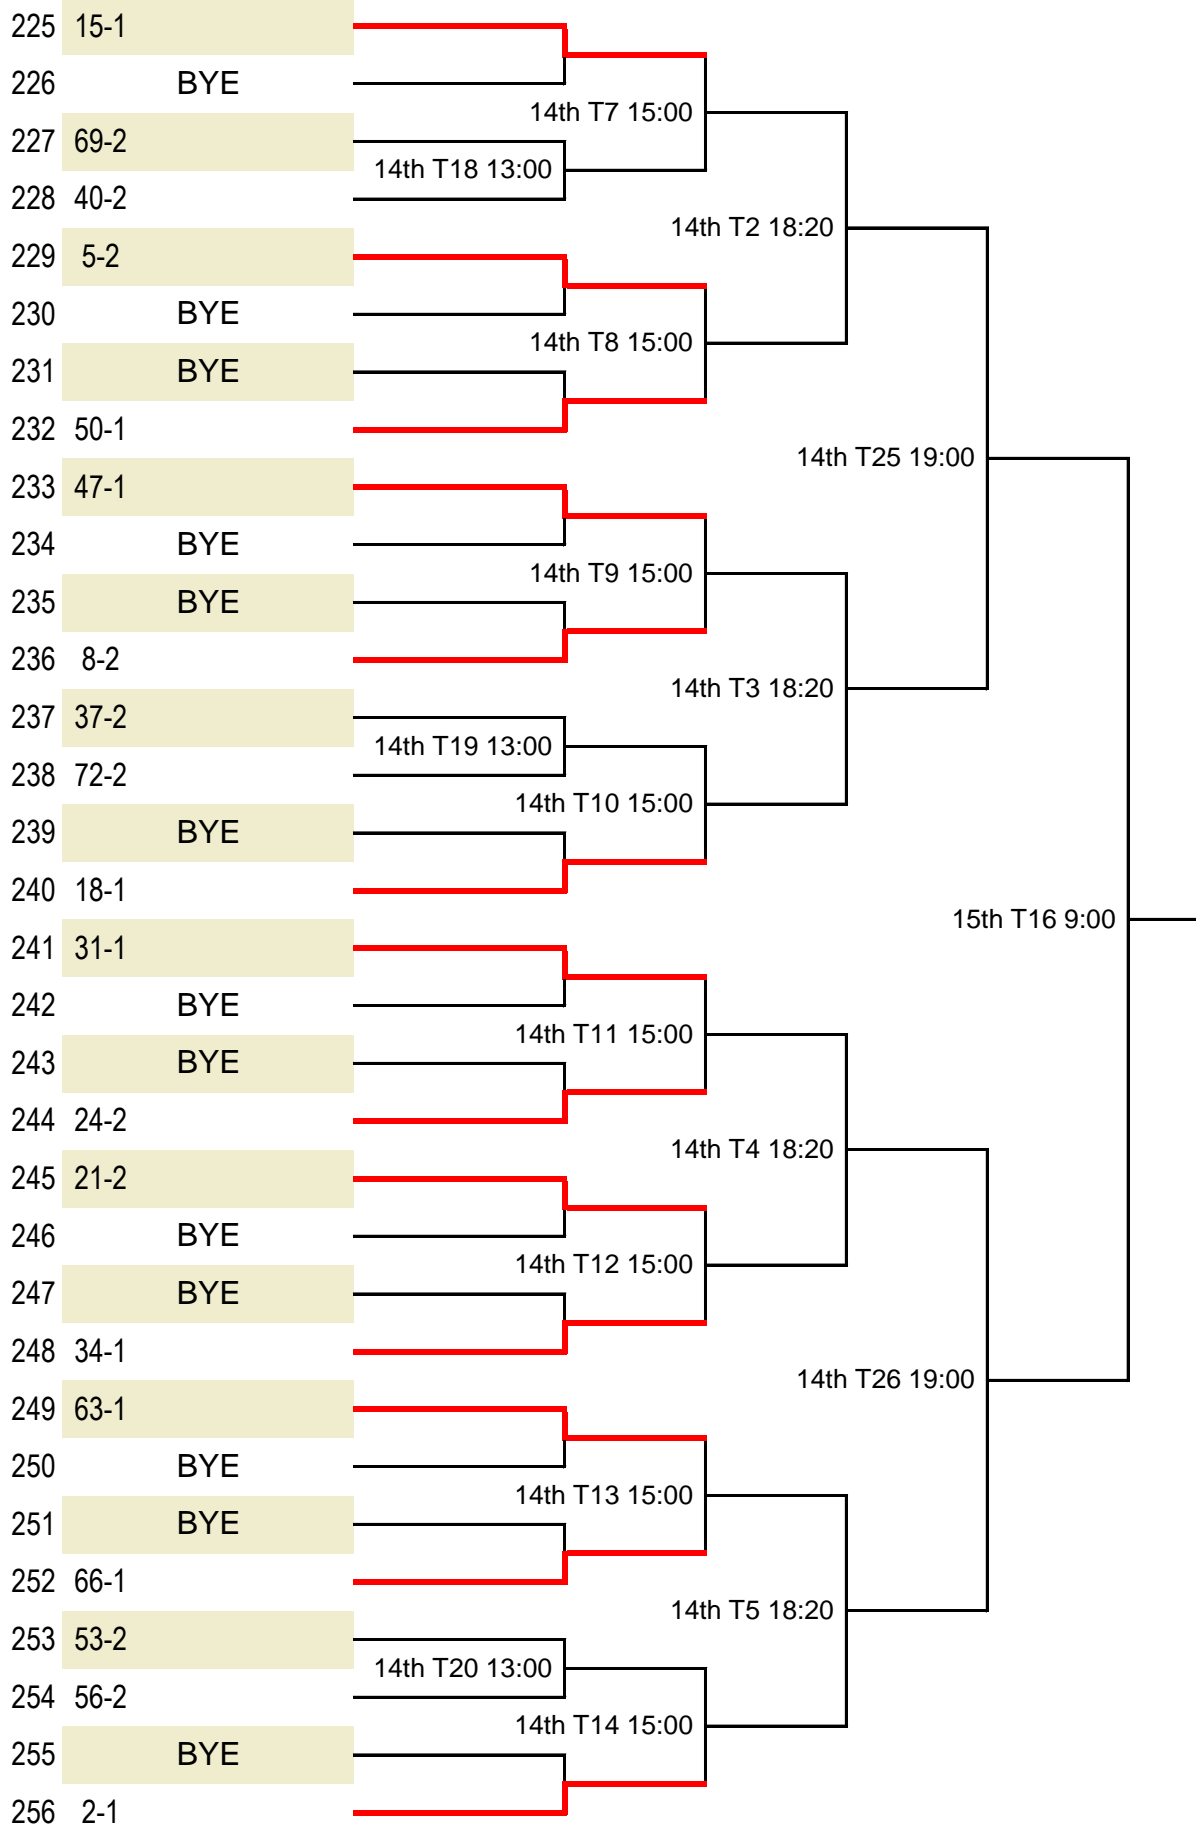 225 15-1
226 BYE
14th T7 15:00
227 69-2
14th T18 13:00
228 40-2
14th T2 18:20
229 5-2
230 BYE
14th T8 15:00
231 BYE
232 50-1
14th T25 19:00
233 47-1
234 BYE
14th T9 15:00
235 BYE
236 8-2
14th T3 18:20
237 37-2
14th T19 13:00
238 72-2
14th T10 15:00
239 BYE
240 18-1
15th T16 9:00
241 31-1
242 BYE
14th T11 15:00
243 BYE
244 24-2
14th T4 18:20
245 21-2
246 BYE
14th T12 15:00
247 BYE
248 34-1
14th T26 19:00
249 63-1
250 BYE
14th T13 15:00
251 BYE
252 66-1
14th T5 18:20
253 53-2
14th T20 13:00
254 56-2
14th T14 15:00
255 BYE
256 2-1